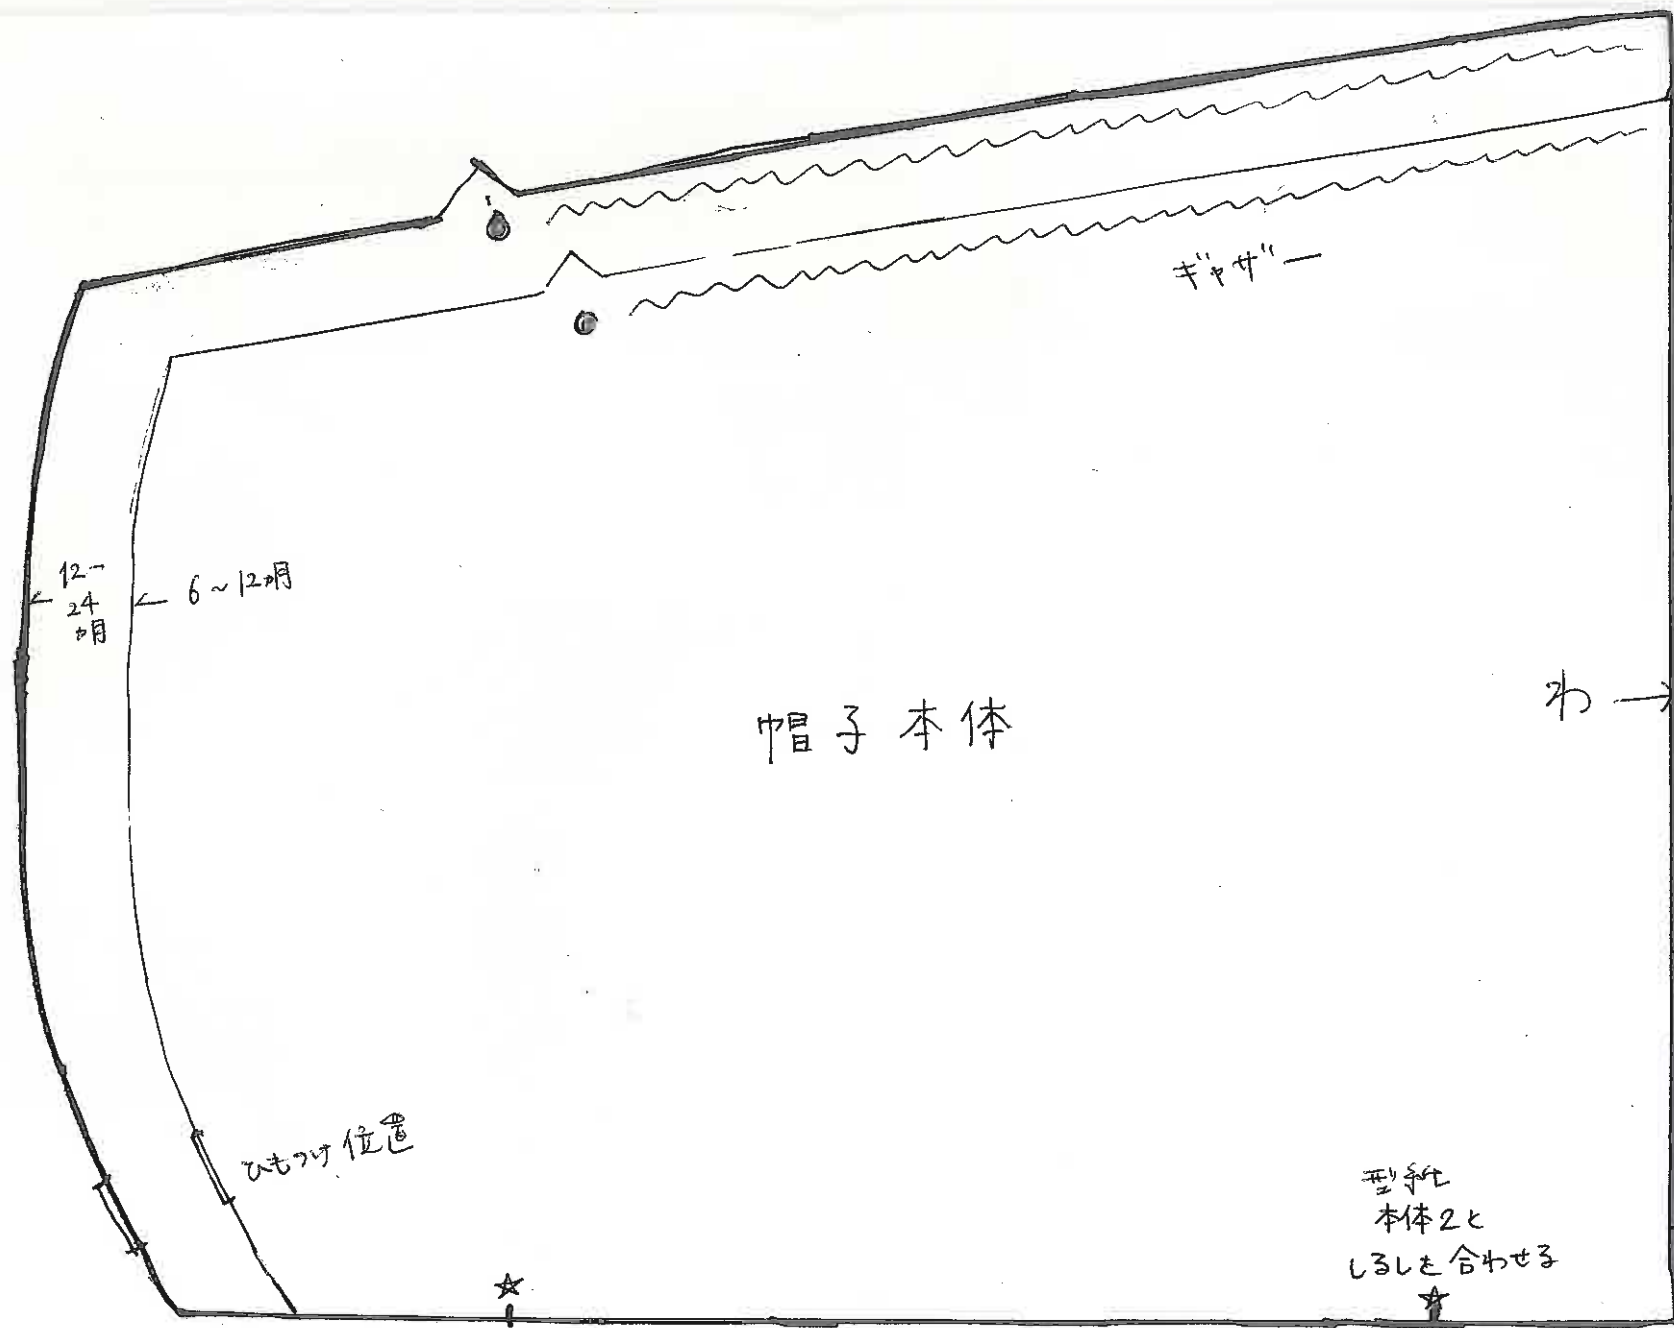 ギャザー
12〜
24
ヵ月
6〜12ヵ月
帽子本体
わ→
ひもつけ位置
型紙
本体2と
しるしを合わせる
☆
☆